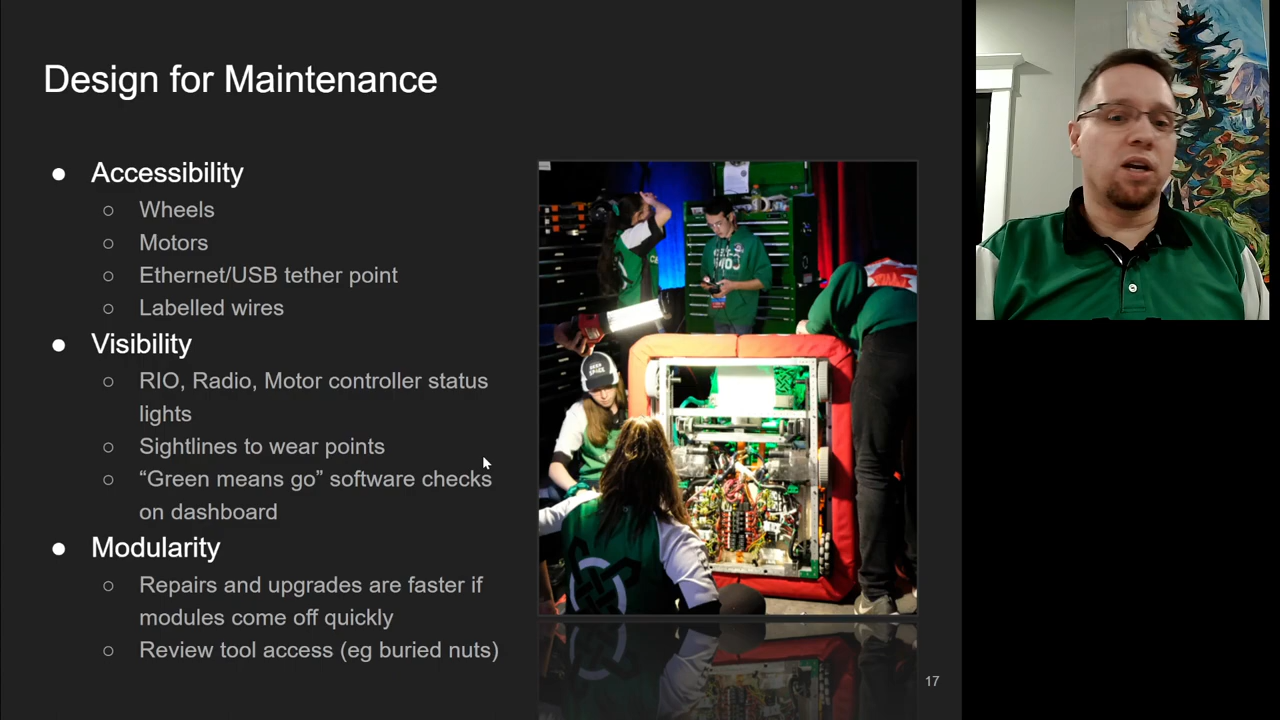 Design for Maintenance
● Accessibility
○ Wheels
○ Motors
○ Ethernet/USB tether point
○ Labelled wires
● Visibility
○ RIO, Radio, Motor controller status
lights
○ Sightlines to wear points
○ “Green means go” software checks
on dashboard
● Modularity
○ Repairs and upgrades are faster if
modules come off quickly
○ Review tool access (eg buried nuts)
17